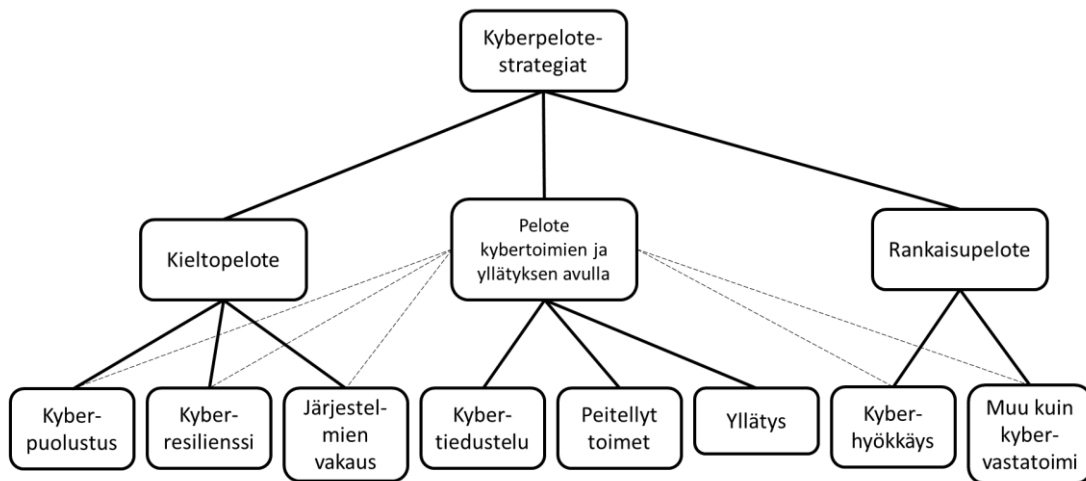 Kyberpelote-
strategiat
Kieltopelote
Pelote
kybertoimien ja
yllätyksen avulla
Rankaisupelote
Kyber-
puolustus
Kyber-
resilienssi
Järjestel-
mien
vakaus
Kyber-
tiedustelu
Peitellyt
toimet
Yllätys
Kyber-
hyökkäys
Muu kuin
kyber-
vastatoimi